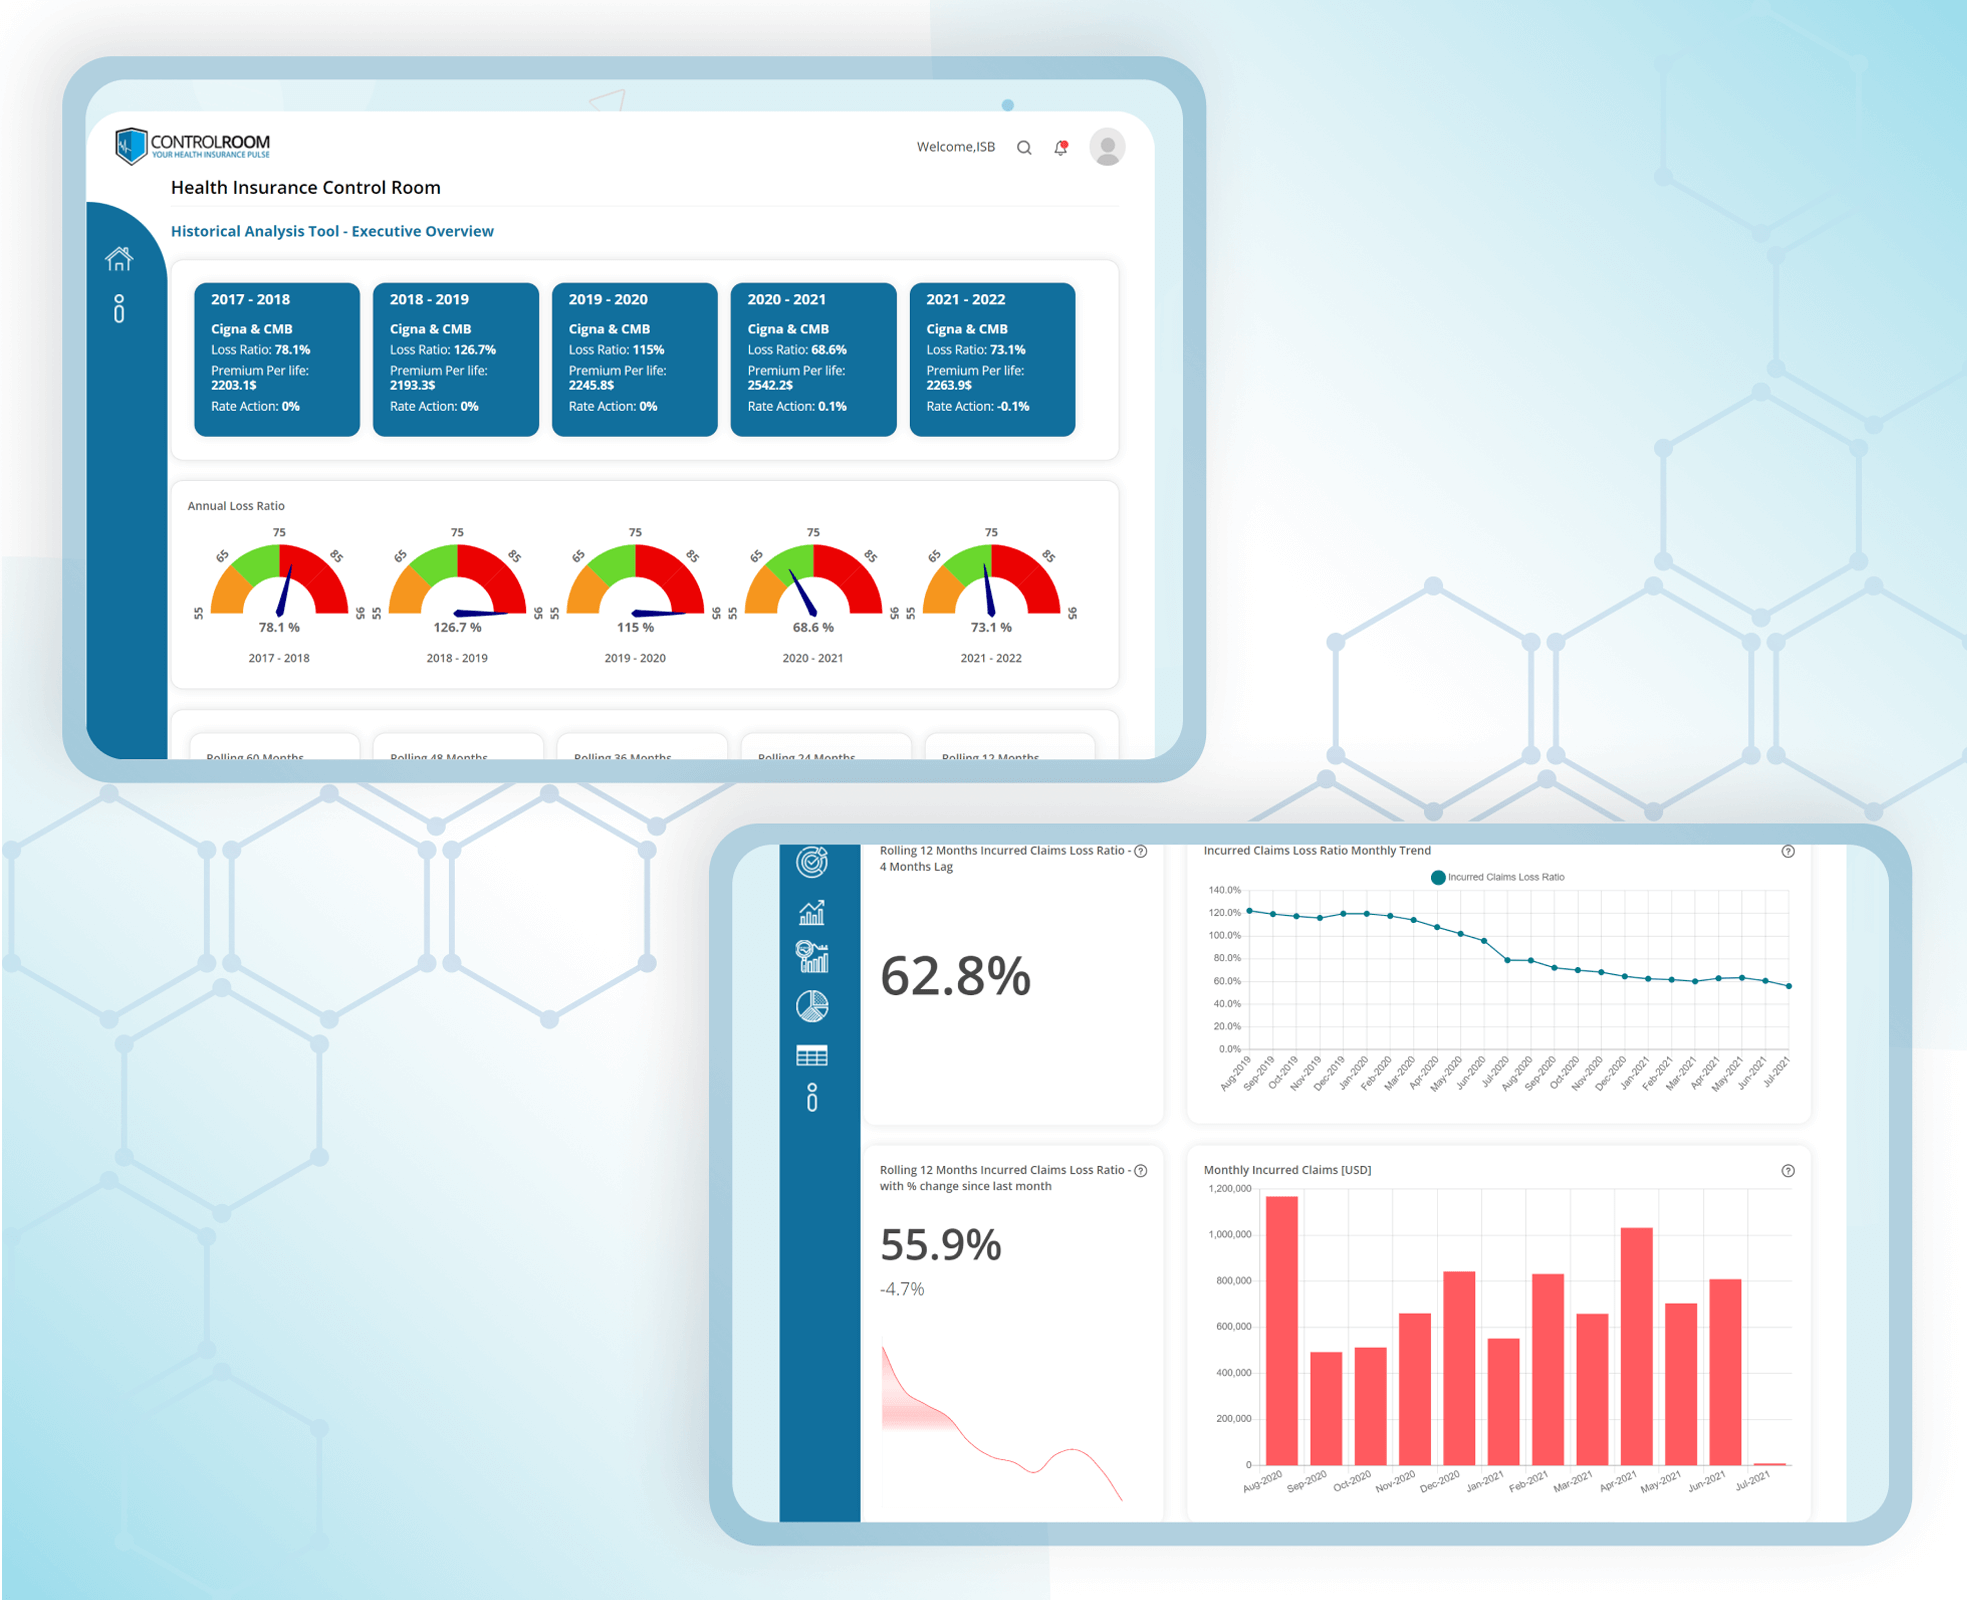 CONTROLROOM
YOUR HEALTH INSURANCE PULSE
Welcome,ISB
Health Insurance Control Room
Historical Analysis Tool - Executive Overview
2017 - 2018
Cigna & CMB
Loss Ratio: 78.1%
Premium Per life:
2203.1$
Rate Action: 0%
2018 - 2019
Cigna & CMB
Loss Ratio: 126.7%
Premium Per life:
2193.3$
Rate Action: 0%
2019 - 2020
Cigna & CMB
Loss Ratio: 115%
Premium Per life:
2245.8$
Rate Action: 0%
2020 - 2021
Cigna & CMB
Loss Ratio: 68.6%
Premium Per life:
2542.2$
Rate Action: 0.1%
2021 - 2022
Cigna & CMB
Loss Ratio: 73.1%
Premium Per life:
2263.9$
Rate Action: -0.1%
Annual Loss Ratio
55 65 75 85 95
78.1 %
2017 - 2018
55 65 75 85 95
126.7 %
2018 - 2019
55 65 75 85 95
115 %
2019 - 2020
55 65 75 85 95
68.6 %
2020 - 2021
55 65 75 85 95
73.1 %
2021 - 2022
Rolling 60 Months
Rolling 48 Months
Rolling 36 Months
Rolling 24 Months
Rolling 12 Months
Rolling 12 Months Incurred Claims Loss Ratio - ?
4 Months Lag
62.8%
Incurred Claims Loss Ratio Monthly Trend ?
Incurred Claims Loss Ratio
140.0%
120.0%
100.0%
80.0%
60.0%
40.0%
20.0%
0.0%
Aug-2019 Sep-2019 Oct-2019 Nov-2019 Dec-2019 Jan-2020 Feb-2020 Mar-2020 Apr-2020 May-2020 Jun-2020 Jul-2020 Aug-2020 Sep-2020 Oct-2020 Nov-2020 Dec-2020 Jan-2021 Feb-2021 Mar-2021 Apr-2021 May-2021 Jun-2021 Jul-2021
Rolling 12 Months Incurred Claims Loss Ratio - ?
with % change since last month
55.9%
-4.7%
Monthly Incurred Claims [USD] ?
1,200,000
1,000,000
800,000
600,000
400,000
200,000
0
Aug-2020 Sep-2020 Oct-2020 Nov-2020 Dec-2020 Jan-2021 Feb-2021 Mar-2021 Apr-2021 May-2021 Jun-2021 Jul-2021